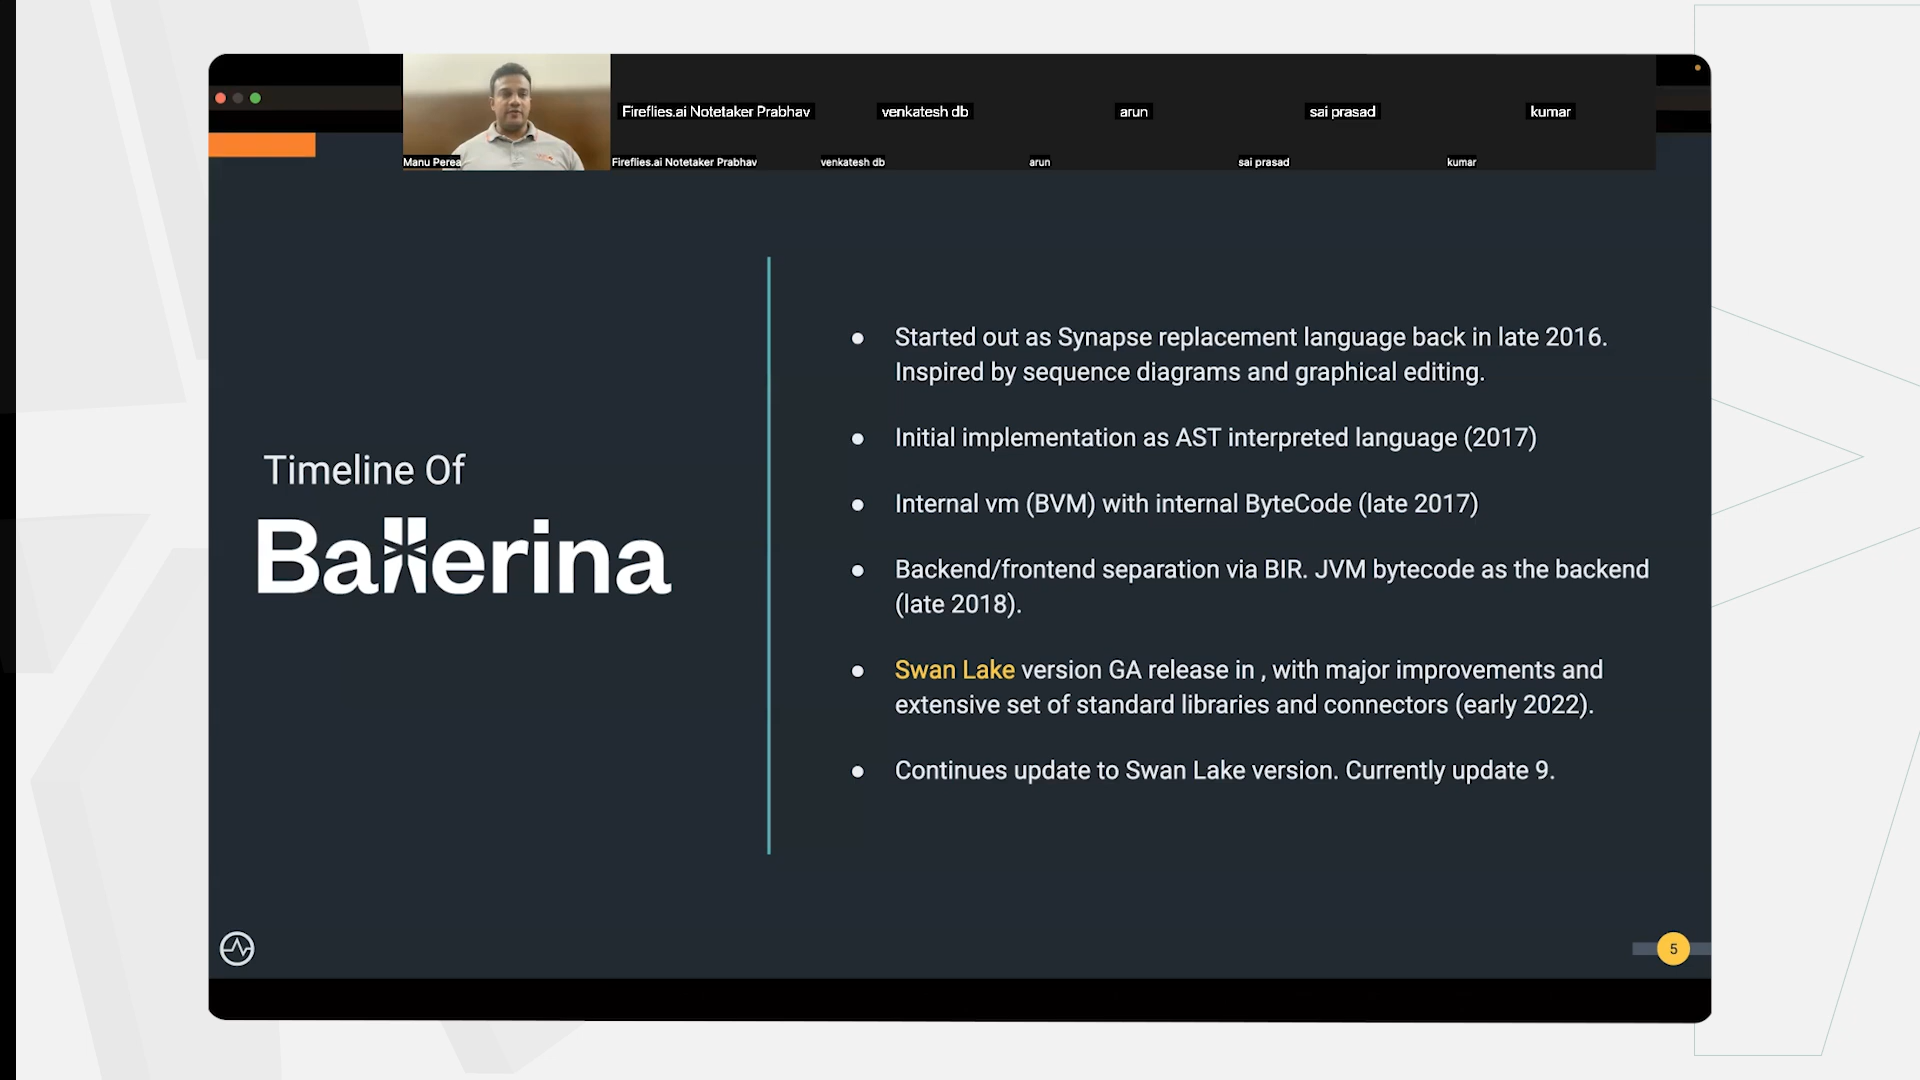 Fireflies.ai Notetaker Prabhav
venkatesh db
arun
sai prasad
kumar
Manu Perea
Fireflies.ai Notetaker Prabhav
venkatesh db
arun
sai prasad
kumar
Timeline Of
Ballerina
● Started out as Synapse replacement language back in late 2016.
Inspired by sequence diagrams and graphical editing.
● Initial implementation as AST interpreted language (2017)
● Internal vm (BVM) with internal ByteCode (late 2017)
● Backend/frontend separation via BIR. JVM bytecode as the backend
(late 2018).
● Swan Lake version GA release in , with major improvements and
extensive set of standard libraries and connectors (early 2022).
● Continues update to Swan Lake version. Currently update 9.
5